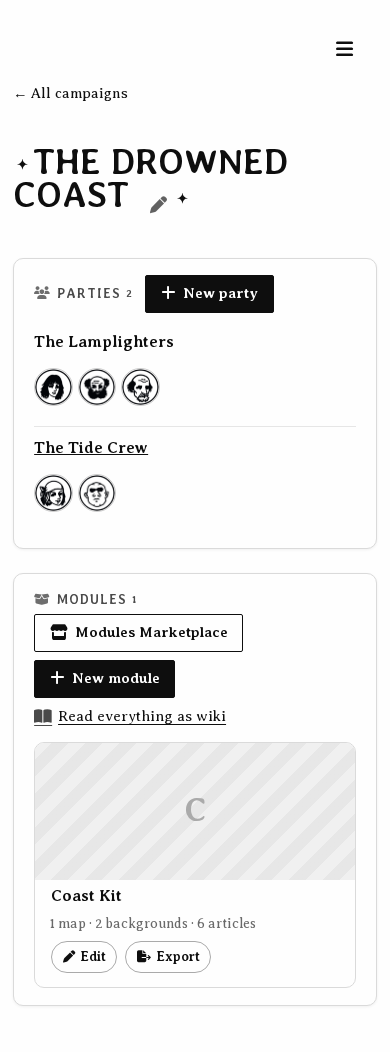 ← All campaigns
✦THE DROWNED
COAST ✦
PARTIES 2
+ New party
The Lamplighters
The Tide Crew
MODULES 1
Modules Marketplace
+ New module
Read everything as wiki
C
Coast Kit
1 map · 2 backgrounds · 6 articles
Edit
Export